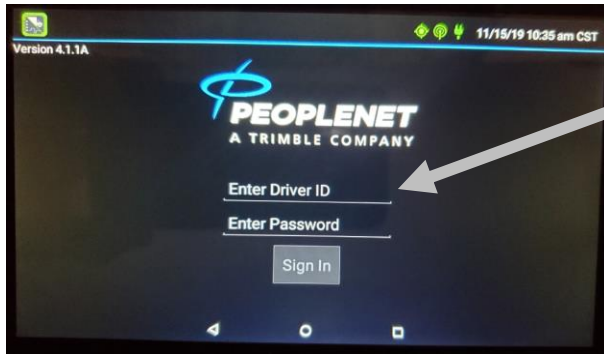 11/15/19 10:35 am CST
Version 4.1.1A
PEOPLENET
A TRIMBLE COMPANY
Enter Driver ID
Enter Password
Sign In